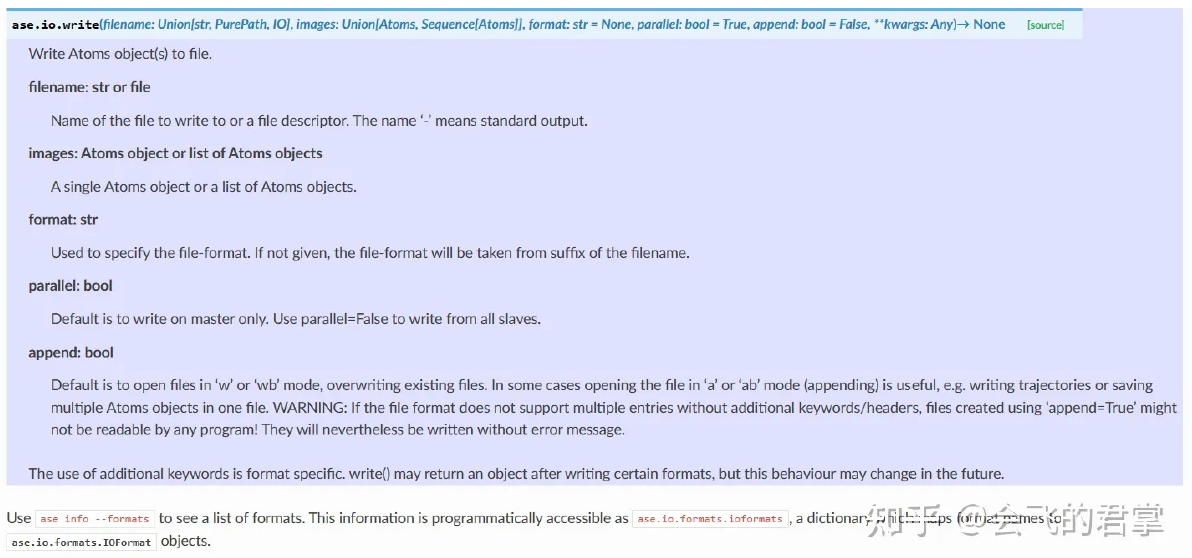 ase.io.write(filename: Union[str, PurePath, IO], images: Union[Atoms, Sequence[Atoms]], format: str = None, parallel: bool = True, append: bool = False, **kwargs: Any)→ None [source]
Write Atoms object(s) to file.
filename: str or file
Name of the file to write to or a file descriptor. The name ‘-’ means standard output.
images: Atoms object or list of Atoms objects
A single Atoms object or a list of Atoms objects.
format: str
Used to specify the file-format. If not given, the file-format will be taken from suffix of the filename.
parallel: bool
Default is to write on master only. Use parallel=False to write from all slaves.
append: bool
Default is to open files in ‘w’ or ‘wb’ mode, overwriting existing files. In some cases opening the file in ‘a’ or ‘ab’ mode (appending) is useful, e.g. writing trajectories or saving
multiple Atoms objects in one file. WARNING: If the file format does not support multiple entries without additional keywords/headers, files created using ‘append=True’ might
not be readable by any program! They will nevertheless be written without error message.
The use of additional keywords is format specific. write() may return an object after writing certain formats, but this behaviour may change in the future.
Use ase info --formats to see a list of formats. This information is programmatically accessible as ase.io.formats.ioformats, a dictionary which maps format names to
ase.io.formats.IOFormat objects.
知乎 @会飞的君掌